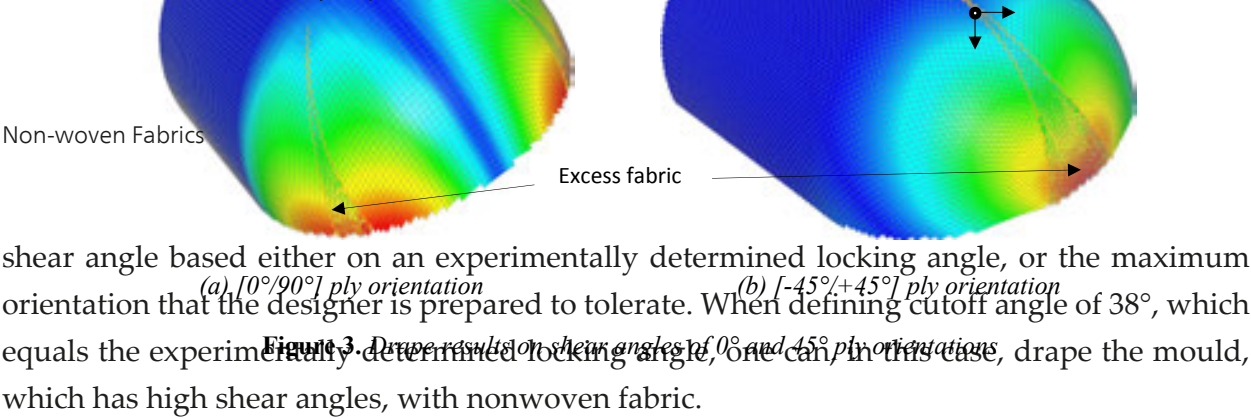 Non-woven Fabrics
Excess fabric
shear angle based either on an experimentally determined locking angle, or the maximum
(a) [0°/90°] ply orientation
(b) [-45°/+45°] ply orientation
orientation that the designer is prepared to tolerate. When defining cutoff angle of 38°, which
Figure 3. Drape results on shear angles of 0° and 45° ply orientations
equals the experimentally determined locking angle, one can, in this case, drape the mould,
which has high shear angles, with nonwoven fabric.